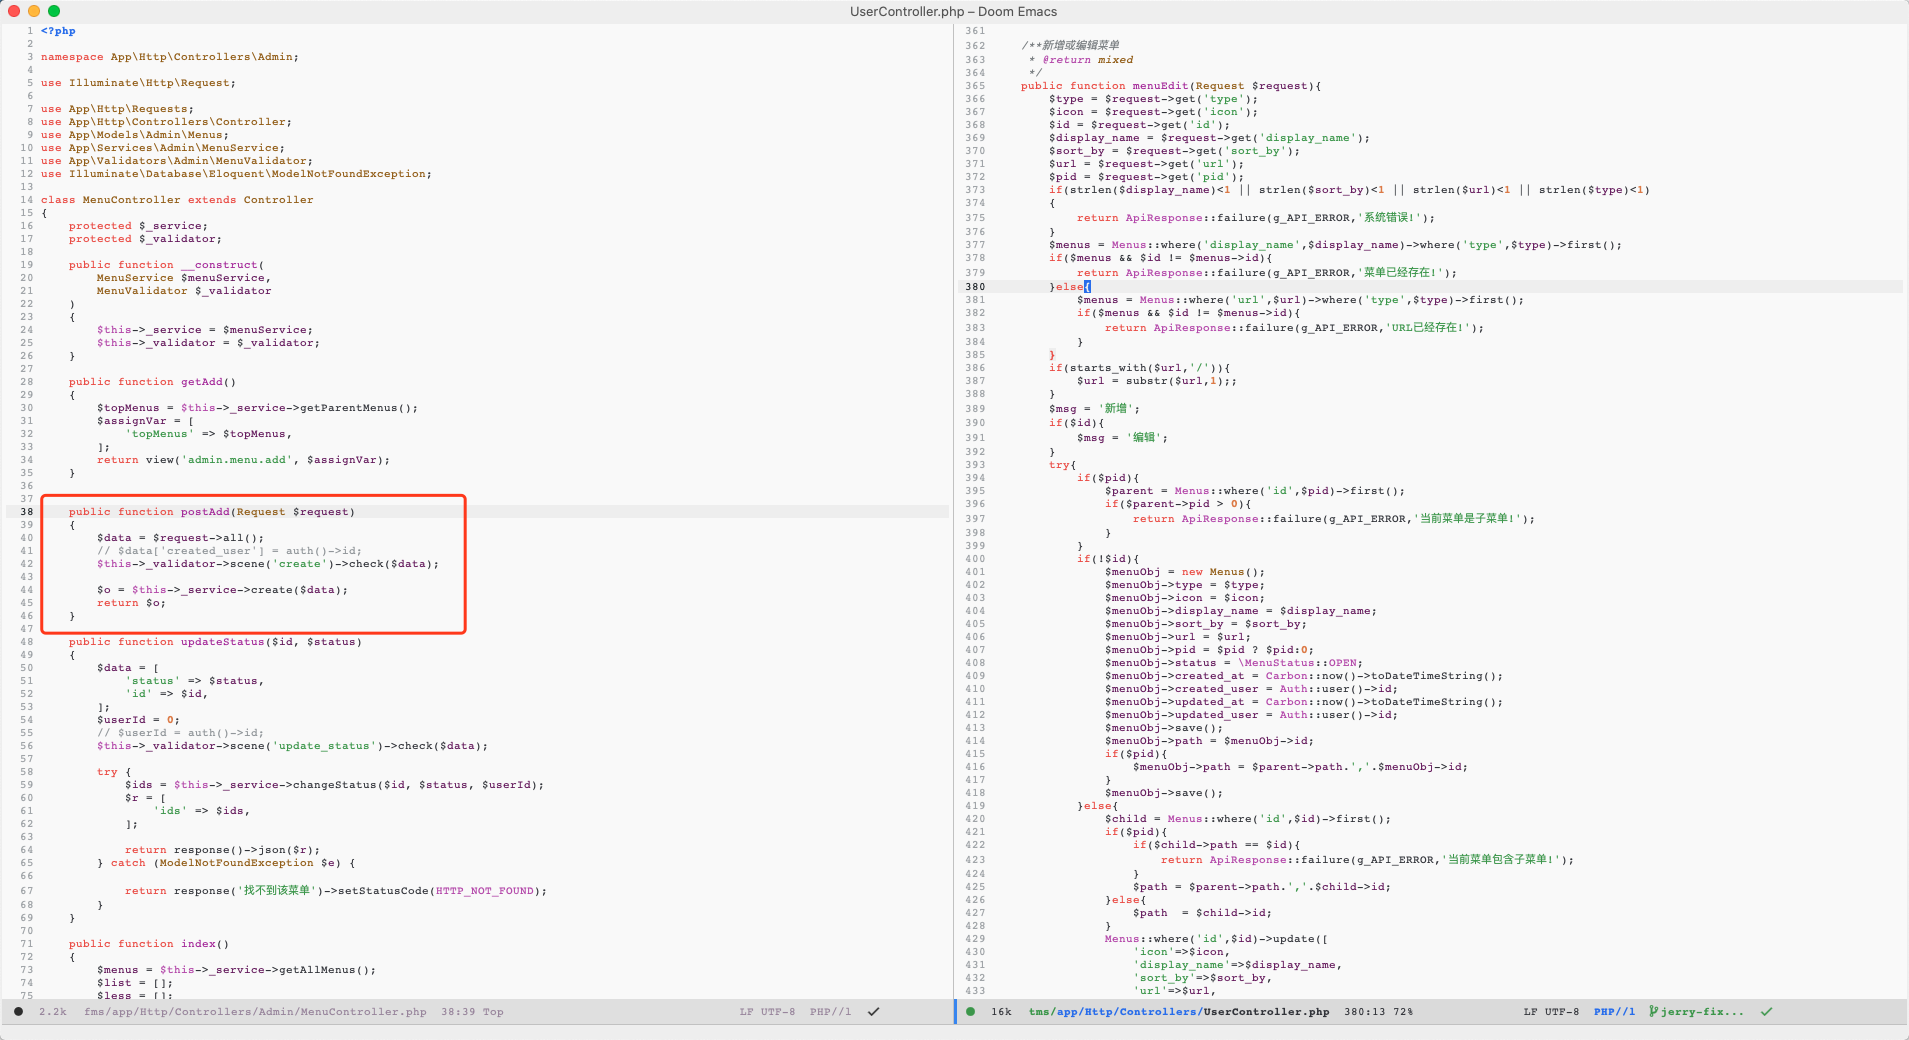 UserController.php – Doom Emacs
1 <?php
2
3 namespace App\Http\Controllers\Admin;
4
5 use Illuminate\Http\Request;
6
7 use App\Http\Requests;
8 use App\Http\Controllers\Controller;
9 use App\Models\Admin\Menus;
10 use App\Services\Admin\MenuService;
11 use App\Validators\Admin\MenuValidator;
12 use Illuminate\Database\Eloquent\ModelNotFoundException;
13
14 class MenuController extends Controller
15 {
16     protected $_service;
17     protected $_validator;
18
19     public function __construct(
20         MenuService $menuService,
21         MenuValidator $_validator
22     )
23     {
24         $this->_service = $menuService;
25         $this->_validator = $_validator;
26     }
27
28     public function getAdd()
29     {
30         $topMenus = $this->_service->getParentMenus();
31         $assignVar = [
32             'topMenus' => $topMenus,
33         ];
34         return view('admin.menu.add', $assignVar);
35     }
36
37
38     public function postAdd(Request $request)
39     {
40         $data = $request->all();
41         // $data['created_user'] = auth()->id;
42         $this->_validator->scene('create')->check($data);
43
44         $o = $this->_service->create($data);
45         return $o;
46     }
47
48     public function updateStatus($id, $status)
49     {
50         $data = [
51             'status' => $status,
52             'id' => $id,
53         ];
54         $userId = 0;
55         // $userId = auth()->id;
56         $this->_validator->scene('update_status')->check($data);
57
58         try {
59             $ids = $this->_service->changeStatus($id, $status, $userId);
60             $r = [
61                 'ids' => $ids,
62             ];
63
64             return response()->json($r);
65         } catch (ModelNotFoundException $e) {
66
67             return response('找不到该菜单')->setStatusCode(HTTP_NOT_FOUND);
68         }
69     }
70
71     public function index()
72     {
73         $menus = $this->_service->getAllMenus();
74         $list = [];
75         $less = [];
2.2k fms/app/Http/Controllers/Admin/MenuController.php 38:39 Top LF UTF-8 PHP//l
361
362     /**新增或编辑菜单
363      * @return mixed
364      */
365     public function menuEdit(Request $request){
366         $type = $request->get('type');
367         $icon = $request->get('icon');
368         $id = $request->get('id');
369         $display_name = $request->get('display_name');
370         $sort_by = $request->get('sort_by');
371         $url = $request->get('url');
372         $pid = $request->get('pid');
373         if(strlen($display_name)<1 || strlen($sort_by)<1 || strlen($url)<1 || strlen($type)<1)
374         {
375             return ApiResponse::failure(g_API_ERROR,'系统错误!');
376         }
377         $menus = Menus::where('display_name',$display_name)->where('type',$type)->first();
378         if($menus && $id != $menus->id){
379             return ApiResponse::failure(g_API_ERROR,'菜单已经存在!');
380         }else{
381             $menus = Menus::where('url',$url)->where('type',$type)->first();
382             if($menus && $id != $menus->id){
383                 return ApiResponse::failure(g_API_ERROR,'URL已经存在!');
384             }
385         }
386         if(starts_with($url,'/')){
387             $url = substr($url,1);;
388         }
389         $msg = '新增';
390         if($id){
391             $msg = '编辑';
392         }
393         try{
394             if($pid){
395                 $parent = Menus::where('id',$pid)->first();
396                 if($parent->pid > 0){
397                     return ApiResponse::failure(g_API_ERROR,'当前菜单是子菜单!');
398                 }
399             }
400             if(!$id){
401                 $menuObj = new Menus();
402                 $menuObj->type = $type;
403                 $menuObj->icon = $icon;
404                 $menuObj->display_name = $display_name;
405                 $menuObj->sort_by = $sort_by;
406                 $menuObj->url = $url;
407                 $menuObj->pid = $pid ? $pid:0;
408                 $menuObj->status = \MenuStatus::OPEN;
409                 $menuObj->created_at = Carbon::now()->toDateTimeString();
410                 $menuObj->created_user = Auth::user()->id;
411                 $menuObj->updated_at = Carbon::now()->toDateTimeString();
412                 $menuObj->updated_user = Auth::user()->id;
413                 $menuObj->save();
414                 $menuObj->path = $menuObj->id;
415                 if($pid){
416                     $menuObj->path = $parent->path.','.$menuObj->id;
417                 }
418                 $menuObj->save();
419             }else{
420                 $child = Menus::where('id',$id)->first();
421                 if($pid){
422                     if($child->path == $id){
423                         return ApiResponse::failure(g_API_ERROR,'当前菜单包含子菜单!');
424                     }
425                     $path = $parent->path.','.$child->id;
426                 }else{
427                     $path  = $child->id;
428                 }
429                 Menus::where('id',$id)->update([
430                     'icon'=>$icon,
431                     'display_name'=>$display_name,
432                     'sort_by'=>$sort_by,
433                     'url'=>$url,
16k tms/app/Http/Controllers/UserController.php 380:13 72% LF UTF-8 PHP//l jerry-fix...